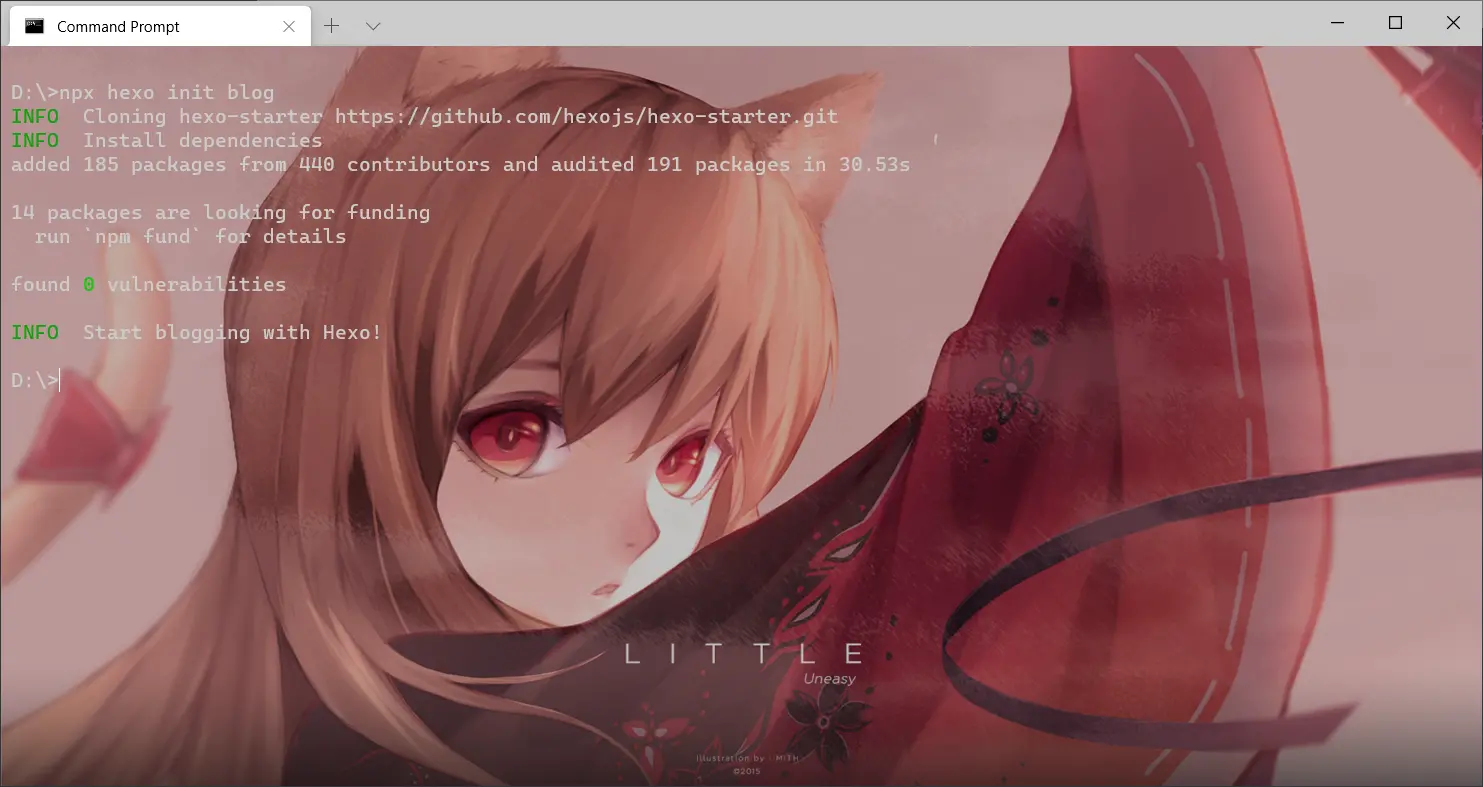 Command Prompt
D:\>npx hexo init blog
INFO  Cloning hexo-starter https://github.com/hexojs/hexo-starter.git
INFO  Install dependencies
added 185 packages from 440 contributors and audited 191 packages in 30.53s
14 packages are looking for funding
  run `npm fund` for details
found 0 vulnerabilities
INFO  Start blogging with Hexo!
D:\>
LITTLE
Uneasy
illustration by : MITH
©2015